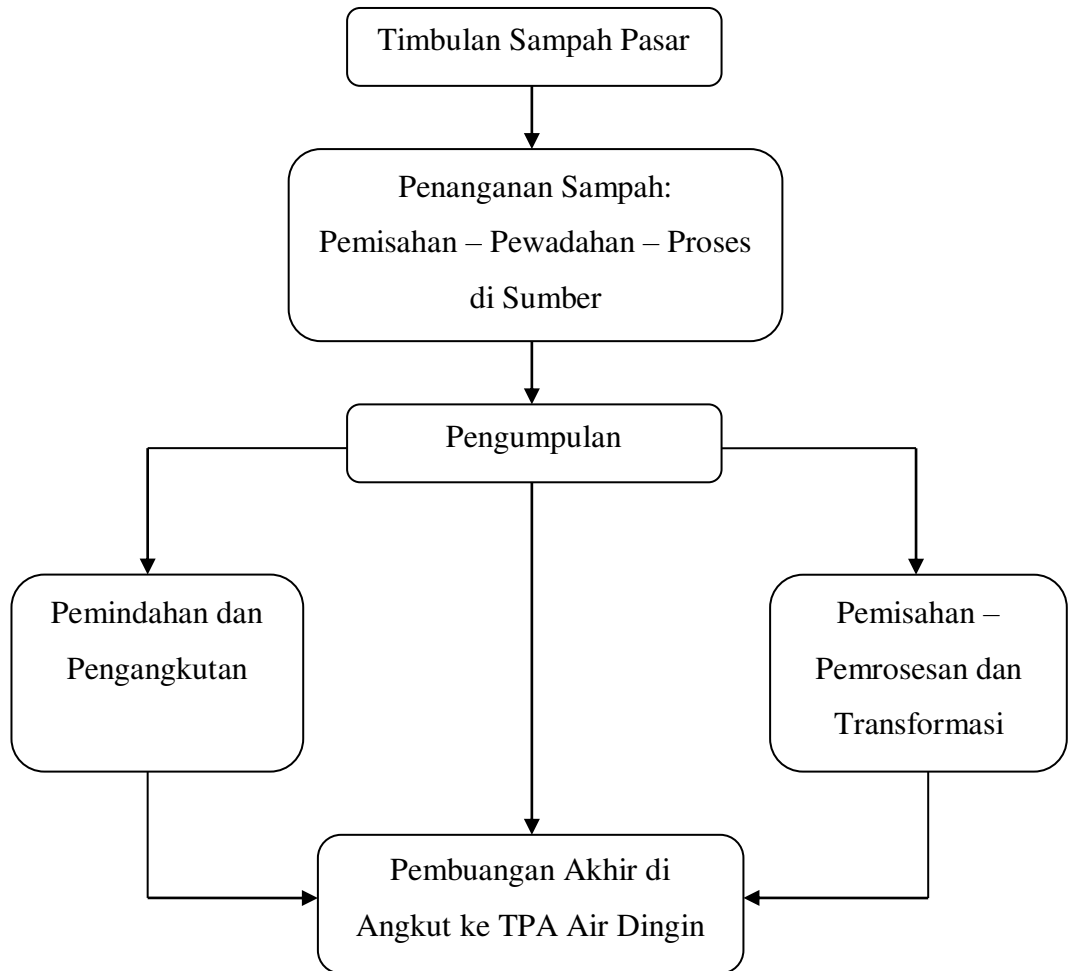 Timbulan Sampah Pasar
Penanganan Sampah:
Pemisahan – Pewadahan – Proses
di Sumber
Pengumpulan
Pemindahan dan
Pengangkutan
Pemisahan –
Pemrosesan dan
Transformasi
Pembuangan Akhir di
Angkut ke TPA Air Dingin